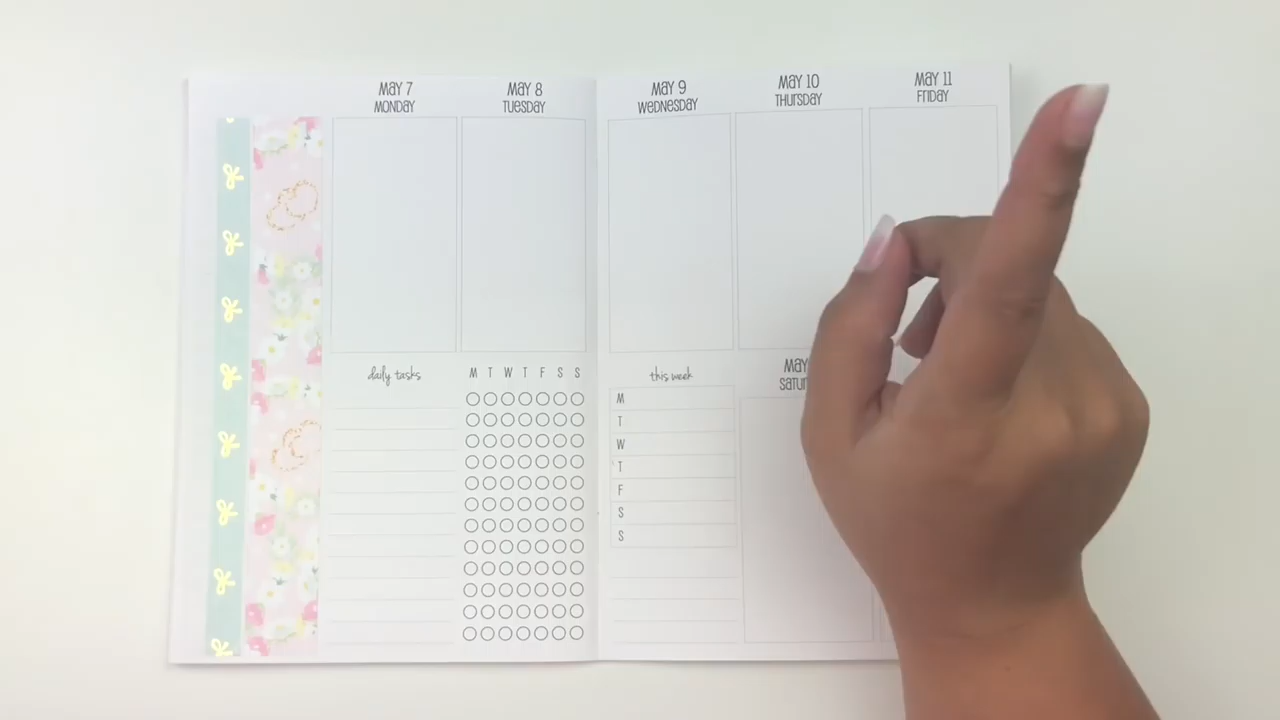 MAY 7
MONDAY
MAY 8
TUESDAY
MAY 9
WEDNESDAY
MAY 10
THURSDAY
MAY 11
FRIDAY
daily tasks
M T W T F S S
this week
M
T
W
T
F
S
S
MAY